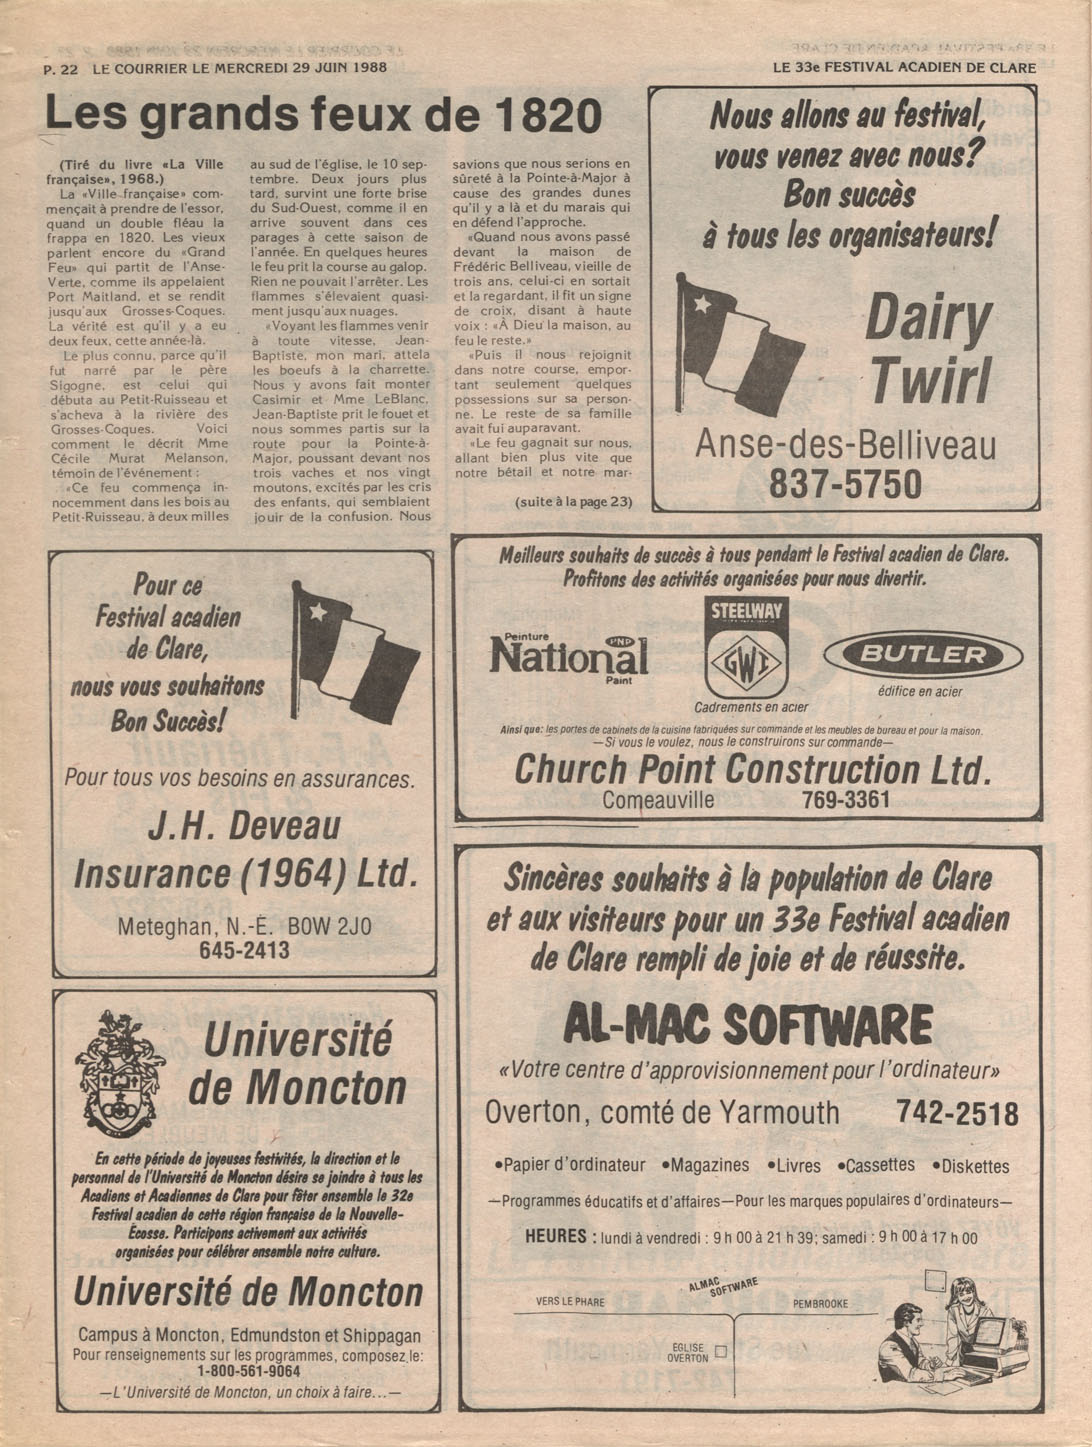 P. 22 LE COURRIER LE MERCREDI 29 JUIN 1988
LE 33e FESTIVAL ACADIEN DE CLARE
Les grands feux de 1820
(Tiré du livre «La Ville
française», 1968.)
La «Ville française» com-
mençait à prendre de l'essor,
quand un double fléau la
frappa en 1820. Les vieux
parlent encore du «Grand
Feu» qui partit de l'Anse-
Verte, comme ils appelaient
Port Maitland, et se rendit
jusqu'aux Grosses-Coques.
La vérité est qu'il y a eu
deux feux, cette année-là.
Le plus connu, parce qu'il
fut narré par le père
Sigogne, est celui qui
débuta au Petit-Ruisseau et
s'acheva à la rivière des
Grosses-Coques. Voici
comment le décrit Mme
Cécile Murat Melanson,
témoin de l'événement :
«Ce feu commença in-
nocemment dans les bois au
Petit-Ruisseau, à deux milles
au sud de l'église, le 10 sep-
tembre. Deux jours plus
tard, survint une forte brise
du Sud-Ouest, comme il en
arrive souvent dans ces
parages à cette saison de
l'année. En quelques heures
le feu prit la course au galop.
Rien ne pouvait l'arrêter. Les
flammes s'élevaient quasi-
ment jusqu'aux nuages.
«Voyant les flammes venir
à toute vitesse, Jean-
Baptiste, mon mari, attela
les boeufs à la charrette.
Nous y avons fait monter
Casimir et Mme LeBlanc,
Jean-Baptiste prit le fouet et
nous sommes partis sur la
route pour la Pointe-à-
Major, poussant devant nos
trois vaches et nos vingt
moutons, excités par les cris
des enfants, qui semblaient
jouir de la confusion. Nous
savions que nous serions en
sûreté à la Pointe-à-Major à
cause des grandes dunes
qu'il y a là et du marais qui
en défend l'approche.
«Quand nous avons passé
devant la maison de
Frédéric Belliveau, vieille de
trois ans, celui-ci en sortait
et la regardant, il fit un signe
de croix, disant à haute
voix : «À Dieu la maison, au
feu le reste.»
«Puis il nous rejoignit
dans notre course, empor-
tant seulement quelques
possessions sur sa person-
ne. Le reste de sa famille
avait fui auparavant.
«Le feu gagnait sur nous,
allant bien plus vite que
notre bétail et notre mar-
(suite à la page 23)
Nous allons au festival,
vous venez avec nous?
Bon succès
à tous les organisateurs!
Dairy
Twirl
Anse-des-Belliveau
837-5750
Pour ce
Festival acadien
de Clare,
nous vous souhaitons
Bon Succès!
Pour tous vos besoins en assurances.
J.H. Deveau
Insurance (1964) Ltd.
Meteghan, N.-É. B0W 2J0
645-2413
Meilleurs souhaits de succès à tous pendant le Festival acadien de Clare.
Profitons des activités organisées pour nous divertir.
Peinture
PNP
National
Paint
STEELWAY
GWI
Cadrements en acier
BUTLER
édifice en acier
Ainsi que: les portes de cabinets de la cuisine fabriquées sur commande et les meubles de bureau et pour la maison.
—Si vous le voulez, nous le construirons sur commande—
Church Point Construction Ltd.
Comeauville 769-3361
Sincères souhaits à la population de Clare
et aux visiteurs pour un 33e Festival acadien
de Clare rempli de joie et de réussite.
AL-MAC SOFTWARE
«Votre centre d'approvisionnement pour l'ordinateur»
Overton, comté de Yarmouth 742-2518
•Papier d'ordinateur •Magazines •Livres •Cassettes •Diskettes
—Programmes éducatifs et d'affaires—Pour les marques populaires d'ordinateurs—
HEURES : lundi à vendredi : 9 h 00 à 21 h 39; samedi : 9 h 00 à 17 h 00
ALMAC
SOFTWARE
VERS LE PHARE
PEMBROOKE
EGLISE
OVERTON
Université
de Moncton
En cette période de joyeuses festivités, la direction et le
personnel de l'Université de Moncton désire se joindre à tous les
Acadiens et Acadiennes de Clare pour fêter ensemble le 32e
Festival acadien de cette région française de la Nouvelle-
Écosse. Participons activement aux activités
organisées pour célébrer ensemble notre culture.
Université de Moncton
Campus à Moncton, Edmundston et Shippagan
Pour renseignements sur les programmes, composez le:
1-800-561-9064
—L'Université de Moncton, un choix à faire...—